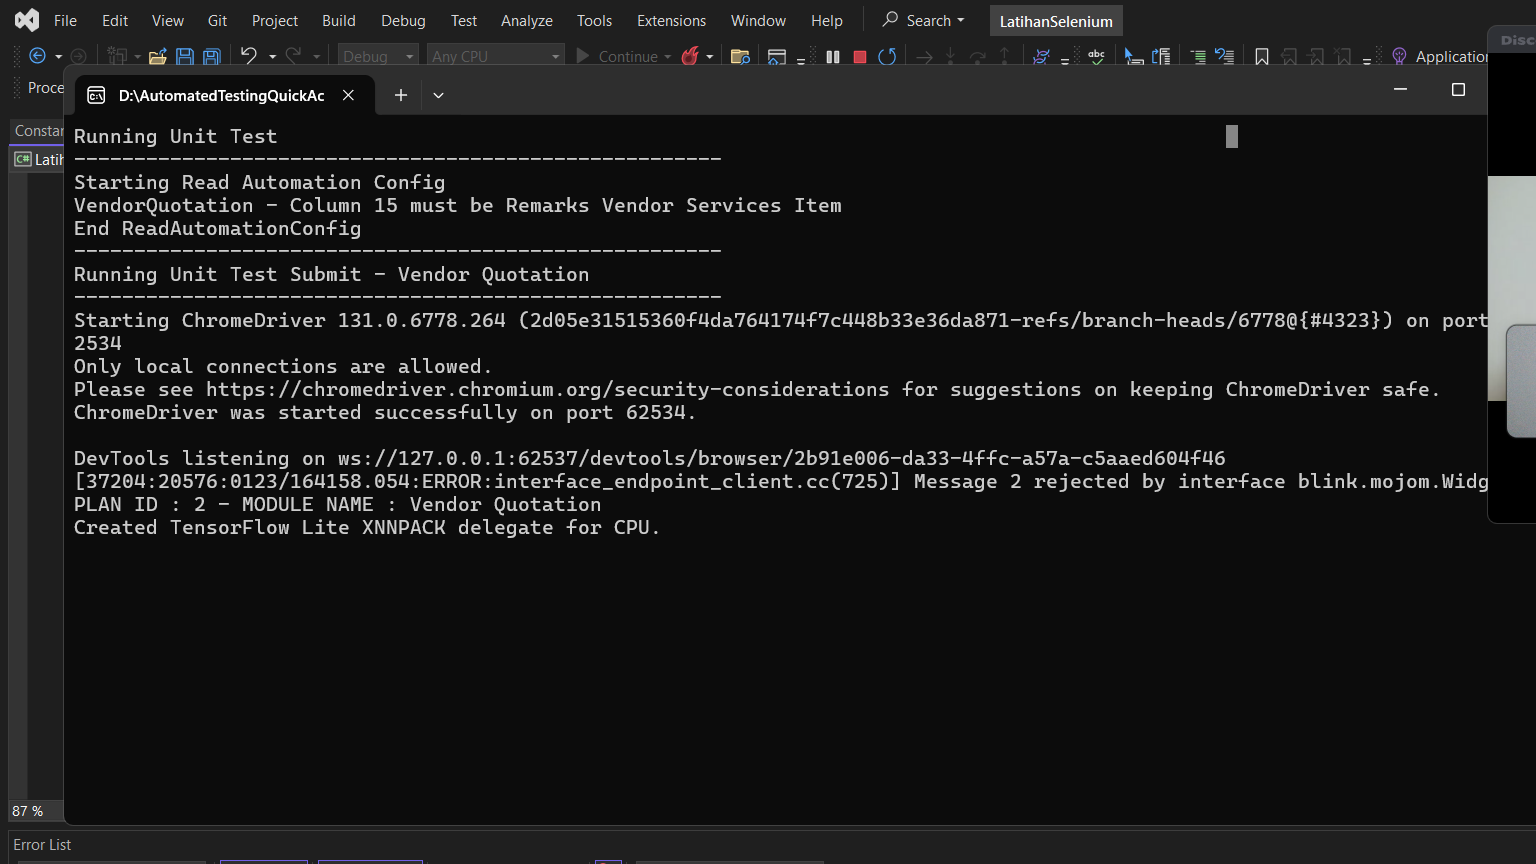 File Edit View Git Project Build Debug Test Analyze Tools Extensions Window Help Search LatihanSelenium
Debug Any CPU Continue abc Application
Disc
Proce
D:\AutomatedTestingQuickAc
Constan
C# Latih
Running Unit Test
------------------------------------------------------
Starting Read Automation Config
VendorQuotation - Column 15 must be Remarks Vendor Services Item
End ReadAutomationConfig
------------------------------------------------------
Running Unit Test Submit - Vendor Quotation
------------------------------------------------------
Starting ChromeDriver 131.0.6778.264 (2d05e31515360f4da764174f7c448b33e36da871-refs/branch-heads/6778@{#4323}) on port
2534
Only local connections are allowed.
Please see https://chromedriver.chromium.org/security-considerations for suggestions on keeping ChromeDriver safe.
ChromeDriver was started successfully on port 62534.
DevTools listening on ws://127.0.0.1:62537/devtools/browser/2b91e006-da33-4ffc-a57a-c5aaed604f46
[37204:20576:0123/164158.054:ERROR:interface_endpoint_client.cc(725)] Message 2 rejected by interface blink.mojom.Widg
PLAN ID : 2 - MODULE NAME : Vendor Quotation
Created TensorFlow Lite XNNPACK delegate for CPU.
87 %
Error List